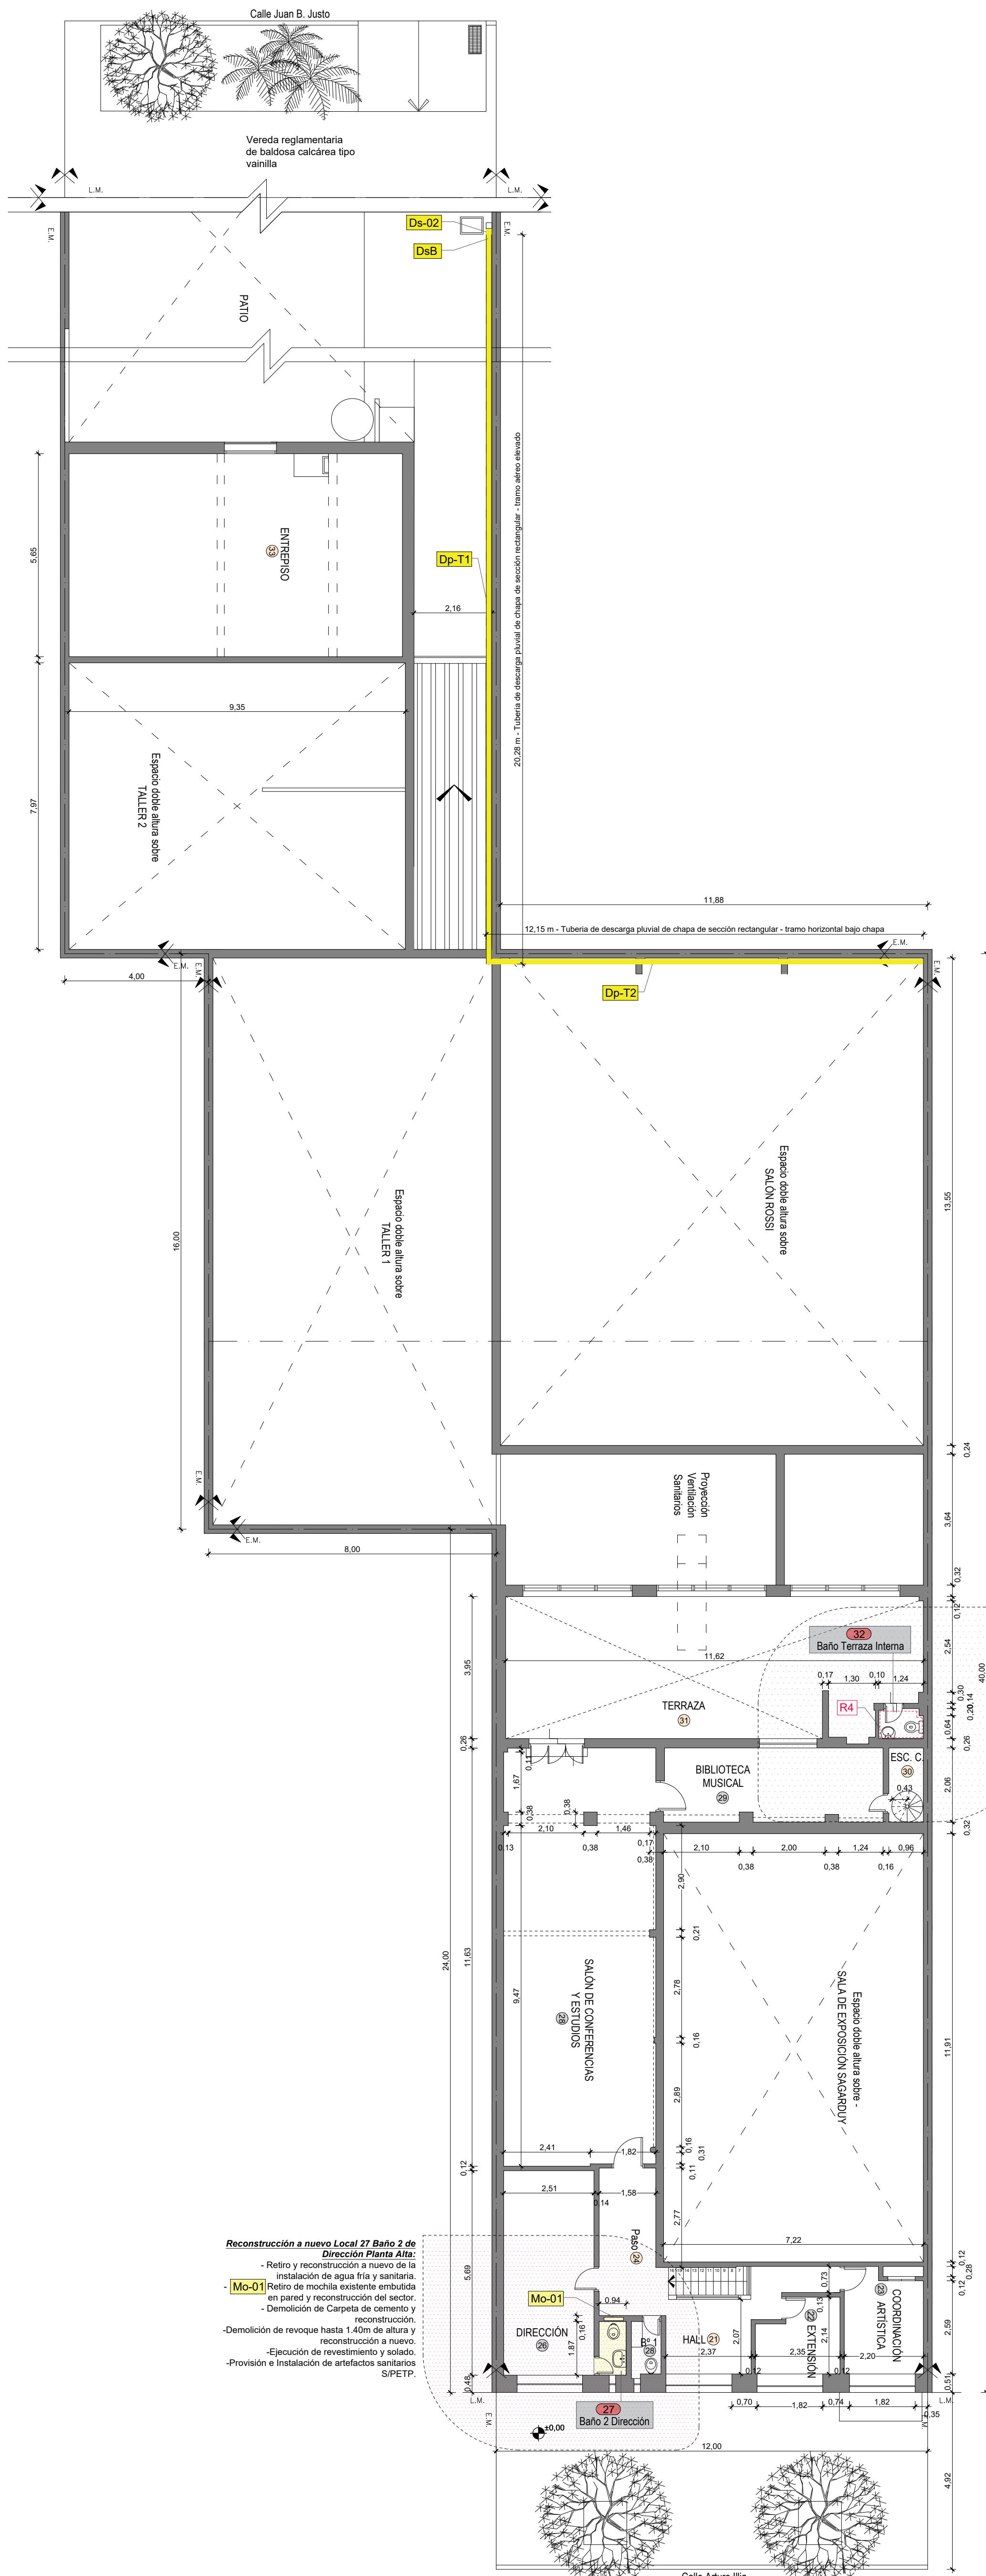 Calle Juan B. Justo
Vereda reglamentaria
de baldosa calcárea tipo
vainilla
L.M.
L.M.
E.M.
E.M.
Ds-02
DsB
PATIO
20,28 m - Tuberia de descarga pluvial de chapa de sección rectangular - tramo aéreo elevado
5,65
ENTREPISO
33
Dp-T1
2,16
9,35
7,97
Espacio doble altura sobre
TALLER 2
11,88
12,15 m - Tuberia de descarga pluvial de chapa de sección rectangular - tramo horizontal bajo chapa
E.M.
E.M.
E.M.
E.M.
4,00
Dp-T2
Espacio doble altura sobre
SALÓN ROSSI
13,55
Espacio doble altura sobre
TALLER 1
16,00
0,24
Proyección
Ventilación
Sanitarios
3,64
E.M.
E.M.
8,00
0,32
0,12
32
Baño Terraza Interna
2,54
40,00
3,95
11,62
0,17
1,30
0,10
1,24
0,30
0,14
0,20
TERRAZA
31
R4
0,64
0,26
0,26
BIBLIOTECA
MUSICAL
29
ESC. C.
30
0,43
2,06
0,11
1,67
0,38
0,38
0,32
2,10
1,46
0,13
0,38
0,17
0,38
2,10
2,00
1,24
0,96
0,38
0,38
0,16
2,90
0,21
24,00
11,63
9,47
SALÓN DE CONFERENCIAS
Y ESTUDIOS
28
2,78
0,16
2,89
Espacio doble altura sobre -
SALA DE EXPOSICIÓN SAGARDUY
11,91
2,41
1,82
0,16
0,31
0,11
0,12
2,51
1,58
0,14
2,77
7,22
Paso
24
0,12
0,28
0,12
Reconstrucción a nuevo Local 27 Baño 2 de
Dirección Planta Alta:
- Retiro y reconstrucción a nuevo de la
instalación de agua fría y sanitaria.
- Mo-01 Retiro de mochila existente embutida
en pared y reconstrucción del sector.
- Demolición de Carpeta de cemento y
reconstrucción.
-Demolición de revoque hasta 1.40m de altura y
reconstrucción a nuevo.
-Ejecución de revestimiento y solado.
-Provisión e Instalación de artefactos sanitarios
S/PETP.
5,69
Mo-01
0,94
0,73
0,13
COORDINACIÓN
ARTÍSTICA
23
DIRECCIÓN
26
0,16
1,87
Bº 1
28
HALL
21
2,07
2,37
2,35
22
EXTENSIÓN
2,14
2,20
2,59
0,12
0,12
0,48
0,51
L.M.
L.M.
E.M.
27
Baño 2 Dirección
0,70
1,82
0,74
1,82
0,35
±0,00
12,00
4,92